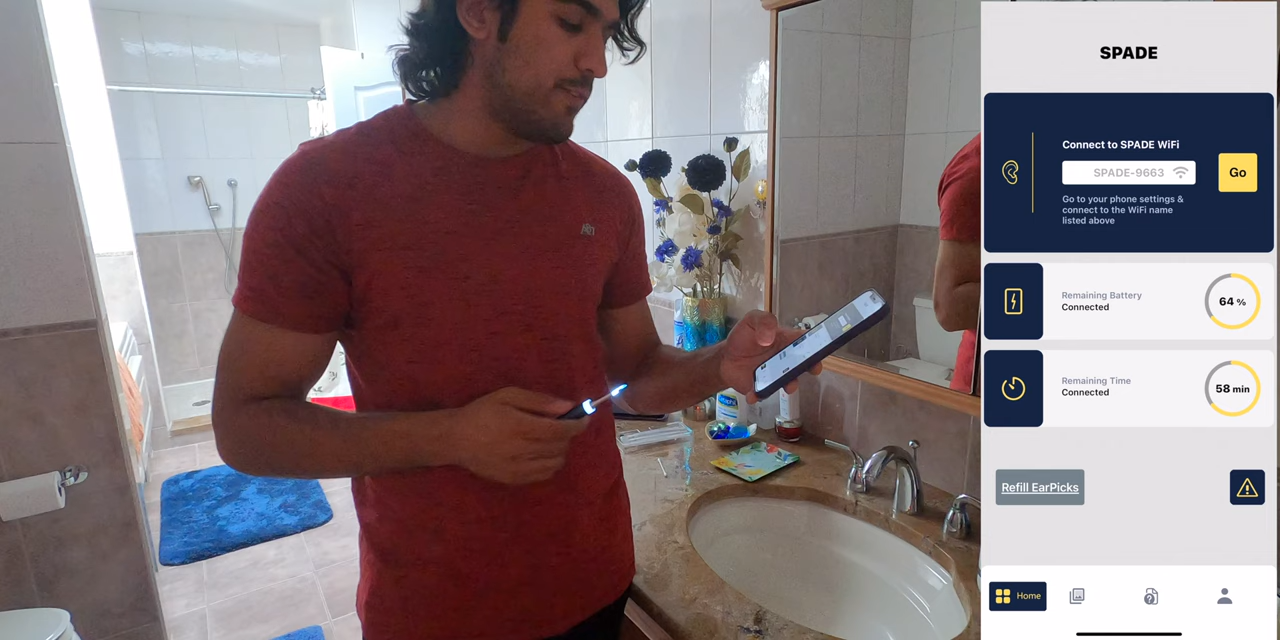 SPADE
Connect to SPADE WiFi
SPADE-9663
Go
Go to your phone settings &
connect to the WiFi name
listed above
Remaining Battery
Connected
64 %
Remaining Time
Connected
58 min
Refill EarPicks
Home